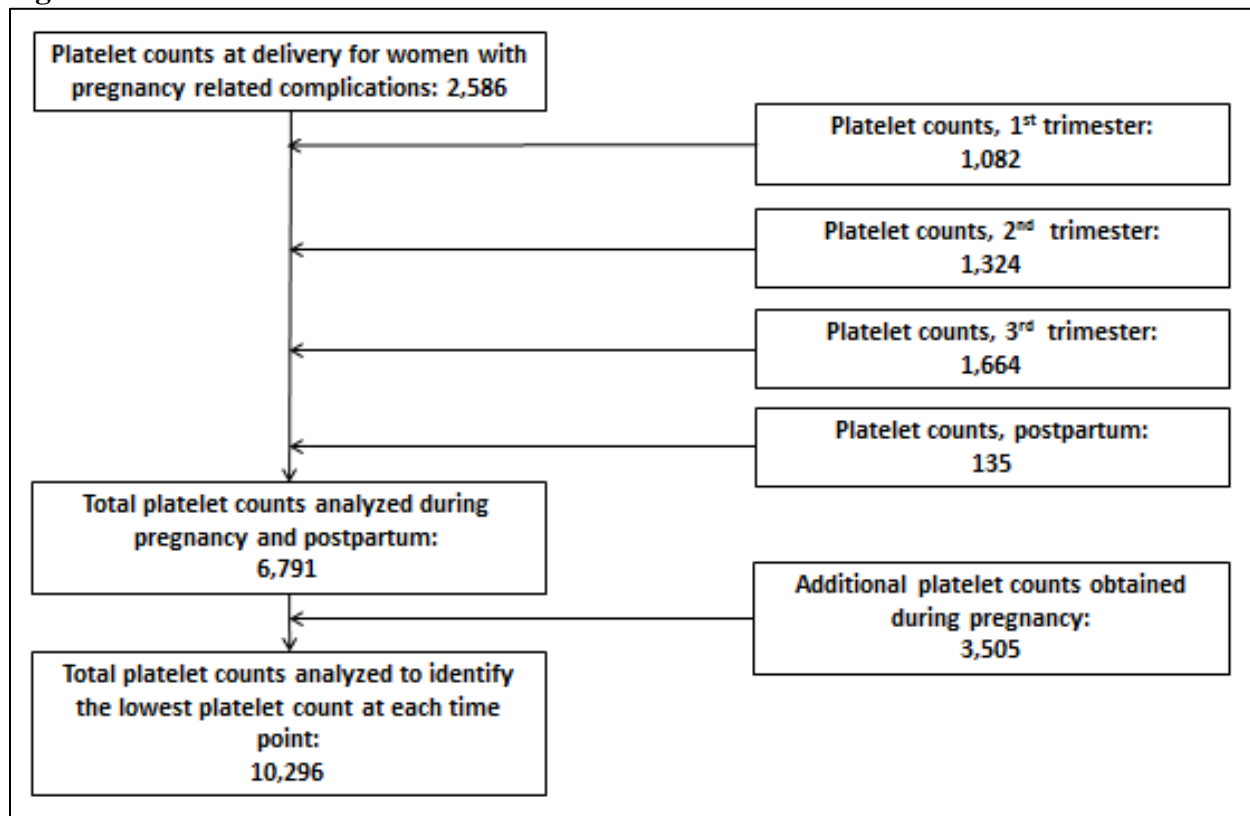 Platelet counts at delivery for women with
pregnancy related complications: 2,586
Platelet counts, 1st trimester:
1,082
Platelet counts, 2nd trimester:
1,324
Platelet counts, 3rd trimester:
1,664
Platelet counts, postpartum:
135
Total platelet counts analyzed during
pregnancy and postpartum:
6,791
Additional platelet counts obtained
during pregnancy:
3,505
Total platelet counts analyzed to identify
the lowest platelet count at each time
point:
10,296